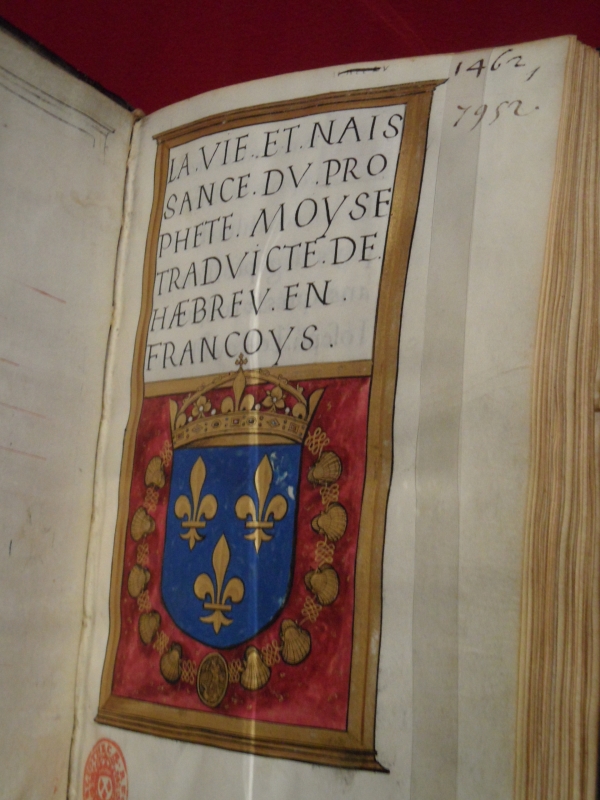 1462,
7952.
LA.VIE.ET.NAIS
SANCE.DV.PRO
PHETE.MOYSE
TRADVICTE.DE.
HÆBREV.EN.
FRANCOYS.